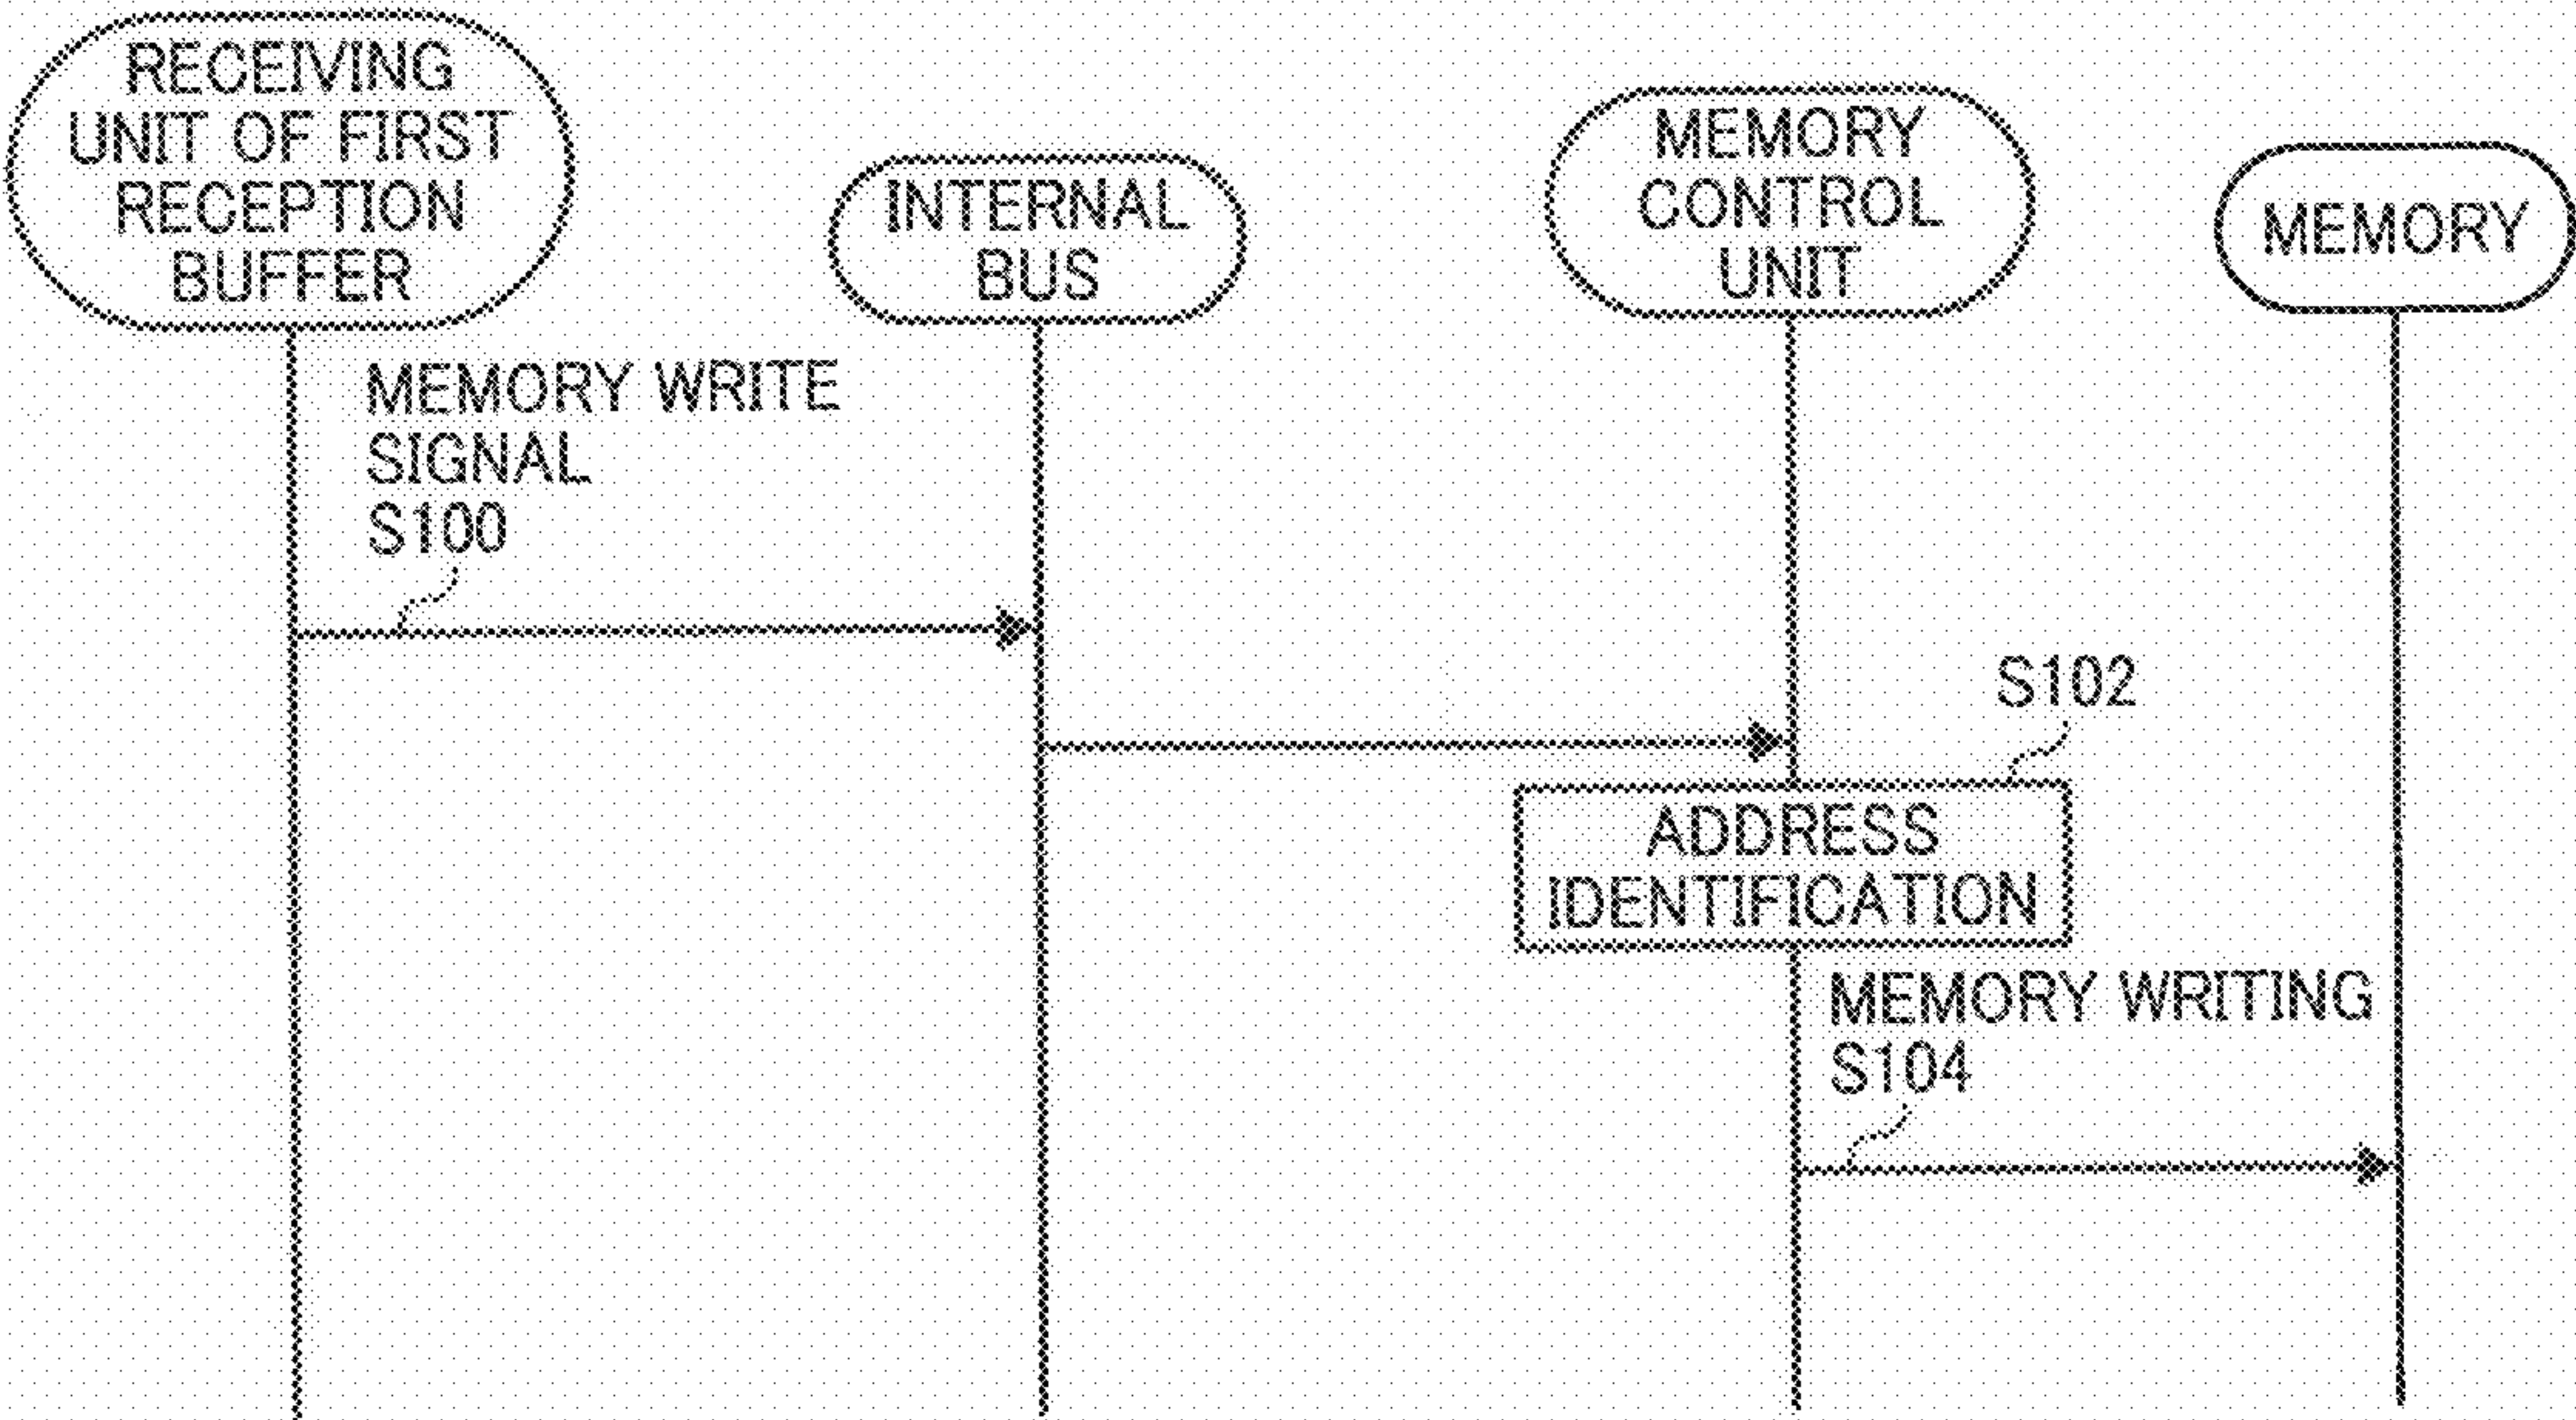 RECEIVING
UNIT OF FIRST
RECEPTION
BUFFER
INTERNAL
BUS
MEMORY
CONTROL
UNIT
MEMORY
MEMORY WRITE
SIGNAL
S100
S102
ADDRESS
IDENTIFICATION
MEMORY WRITING
S104